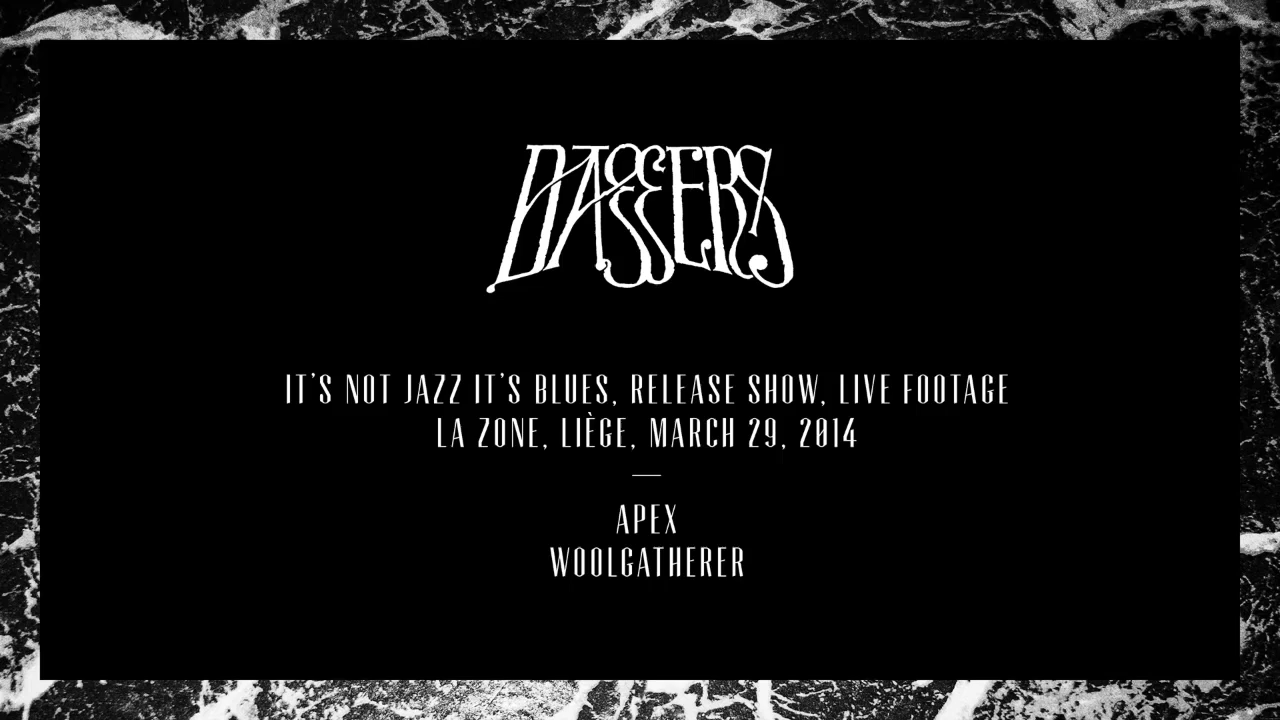 DAGGERS
IT'S NOT JAZZ IT'S BLUES, RELEASE SHOW, LIVE FOOTAGE
LA ZONE, LIÈGE, MARCH 29, 2014
—
APEX
WOOLGATHERER